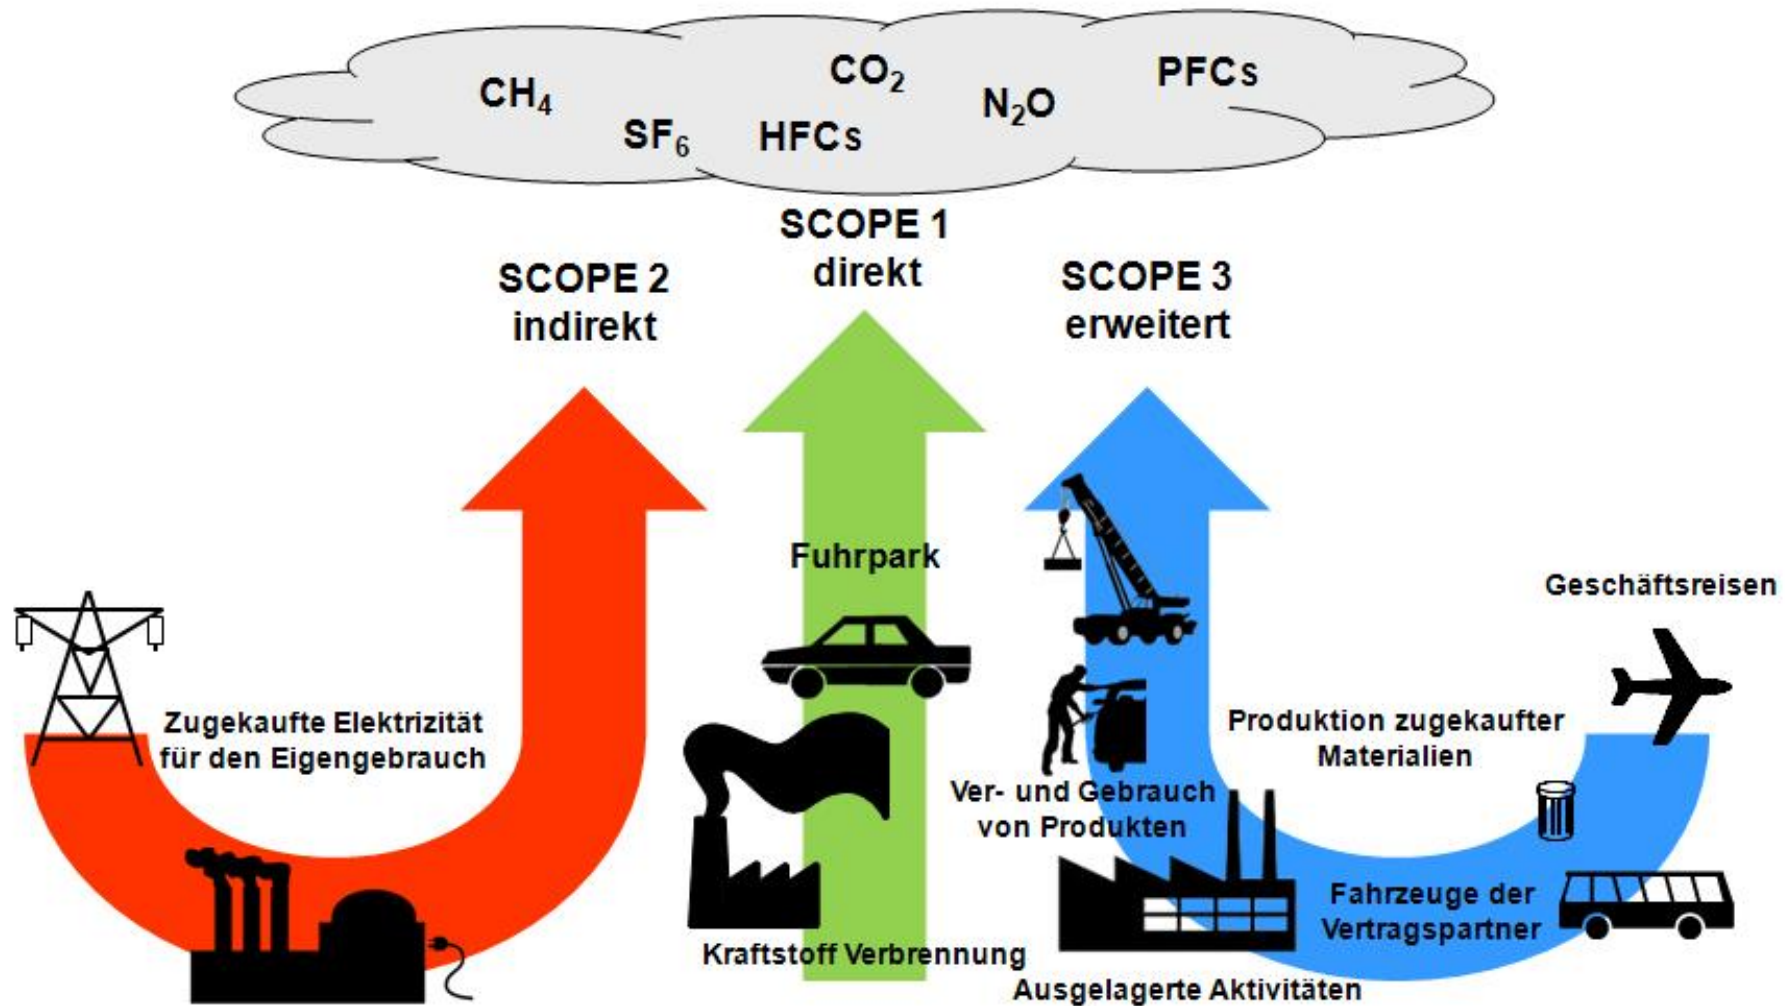 CH₄
CO₂
PFCs
N₂O
SF₆
HFCs
SCOPE 2
indirekt
SCOPE 1
direkt
SCOPE 3
erweitert
Zugekaufte Elektrizität
für den Eigengebrauch
Fuhrpark
Kraftstoff Verbrennung
Geschäftsreisen
Produktion zugekaufter
Materialien
Ver- und Gebrauch
von Produkten
Fahrzeuge der
Vertragspartner
Ausgelagerte Aktivitäten